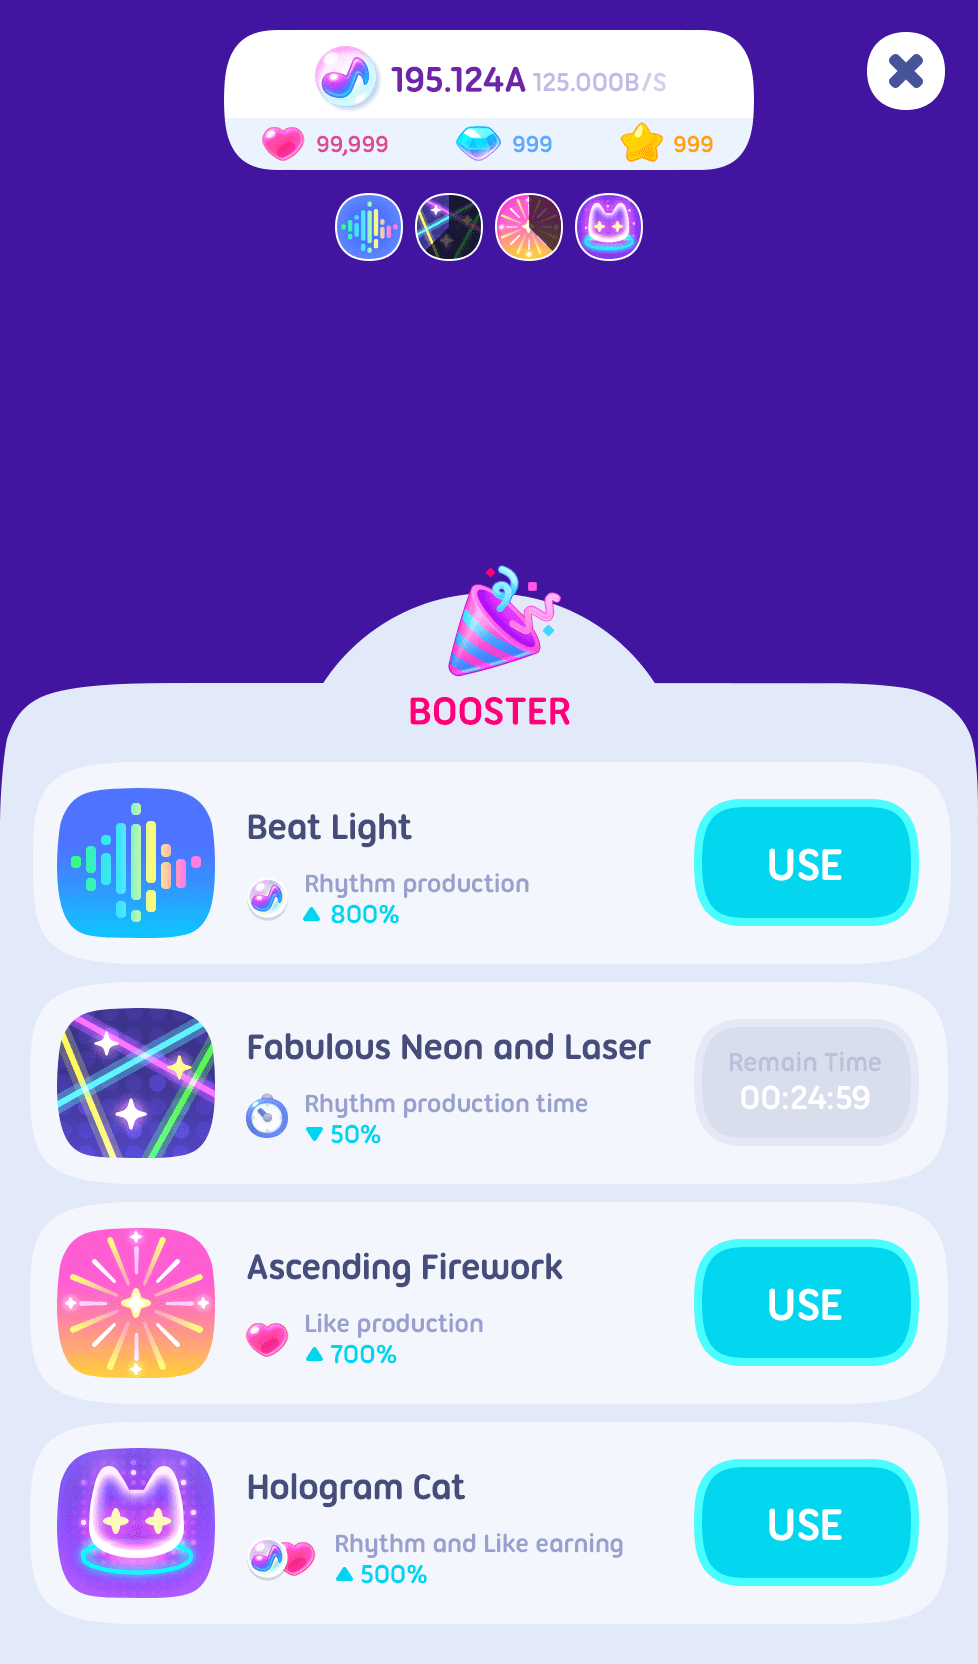 195.124A 125.000B/S
99,999 999 999
BOOSTER
Beat Light
Rhythm production
800%
USE
Fabulous Neon and Laser
Rhythm production time
50%
Remain Time
00:24:59
Ascending Firework
Like production
700%
USE
Hologram Cat
Rhythm and Like earning
500%
USE